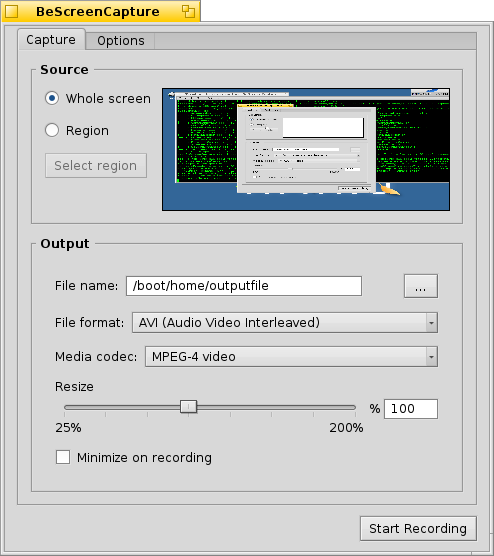 BeScreenCapture
Capture Options
Source
Whole screen
Region
Select region
Output
File name: /boot/home/outputfile ...
File format: AVI (Audio Video Interleaved)
Media codec: MPEG-4 video
Resize
% 100
25% 200%
Minimize on recording
Start Recording